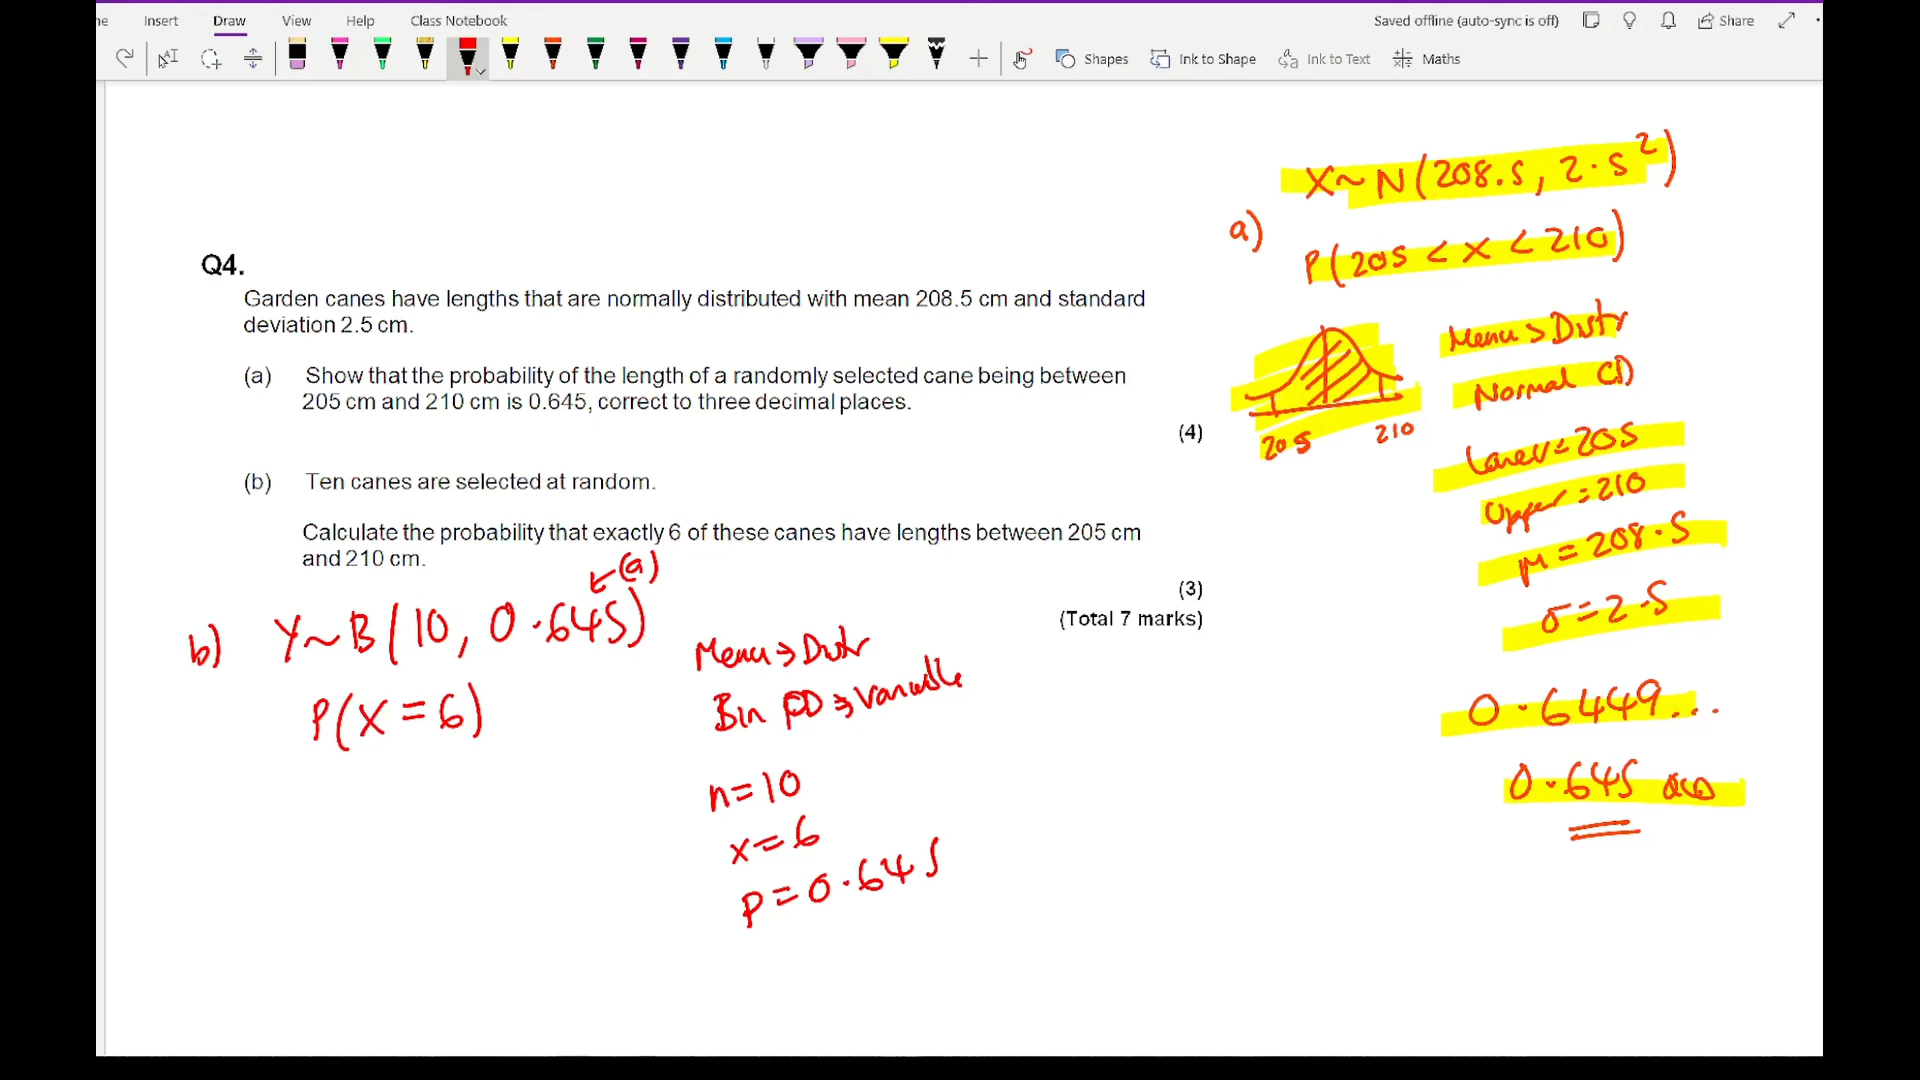 Insert Draw View Help Class Notebook Saved offline (auto-sync is off) Share
Shapes Ink to Shape Ink to Text Maths
Q4.
Garden canes have lengths that are normally distributed with mean 208.5 cm and standard
deviation 2.5 cm.
(a) Show that the probability of the length of a randomly selected cane being between
205 cm and 210 cm is 0.645, correct to three decimal places.
(4)
(b) Ten canes are selected at random.
Calculate the probability that exactly 6 of these canes have lengths between 205 cm
and 210 cm.
(3)
(Total 7 marks)
X~N(208.5, 2.5²)
a)
P(205 < X < 210)
205 210
Menu > Distr
Normal CD
Lower = 205
Upper = 210
μ = 208.5
σ = 2.5
0.6449...
0.645
(a)
b) Y~B(10, 0.645)
P(X = 6)
Menu → Distr
Bin PD → Variable
n=10
x=6
p=0.645